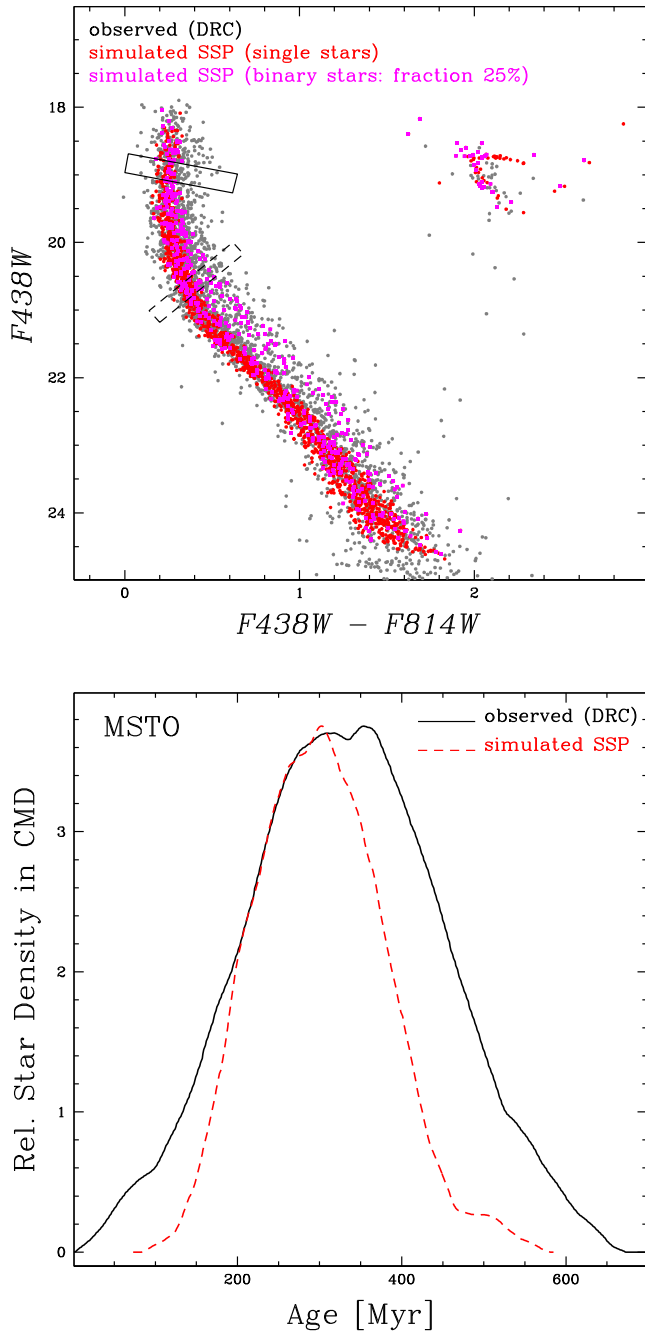 observed (DRC)
simulated SSP (single stars)
simulated SSP (binary stars: fraction 25%)
18
20
22
24
F438W
0
1
2
F438W − F814W
MSTO
observed (DRC)
simulated SSP
3
2
1
0
Rel. Star Density in CMD
200
400
600
Age [Myr]